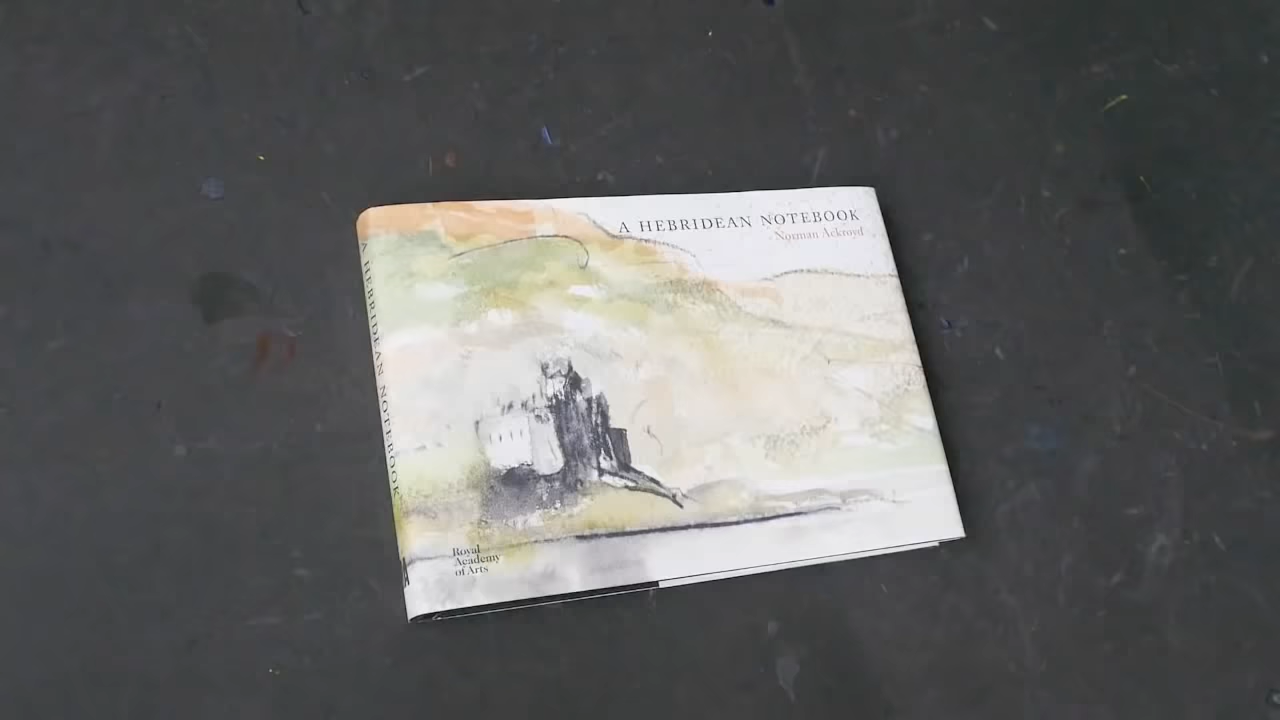 A HEBRIDEAN NOTEBOOK
Norman Ackroyd
A HEBRIDEAN NOTEBOOK
Royal
Academy
of Arts